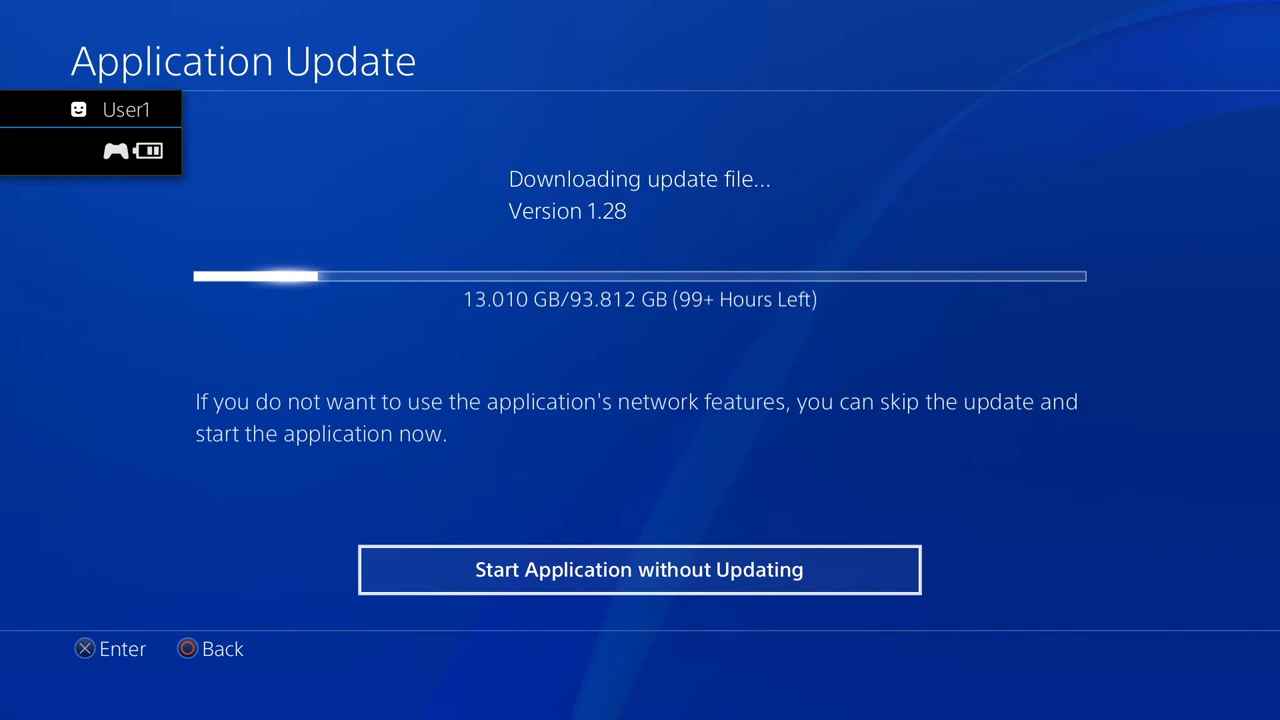 Application Update
User1
Downloading update file...
Version 1.28
13.010 GB/93.812 GB (99+ Hours Left)
If you do not want to use the application's network features, you can skip the update and
start the application now.
Start Application without Updating
Enter Back